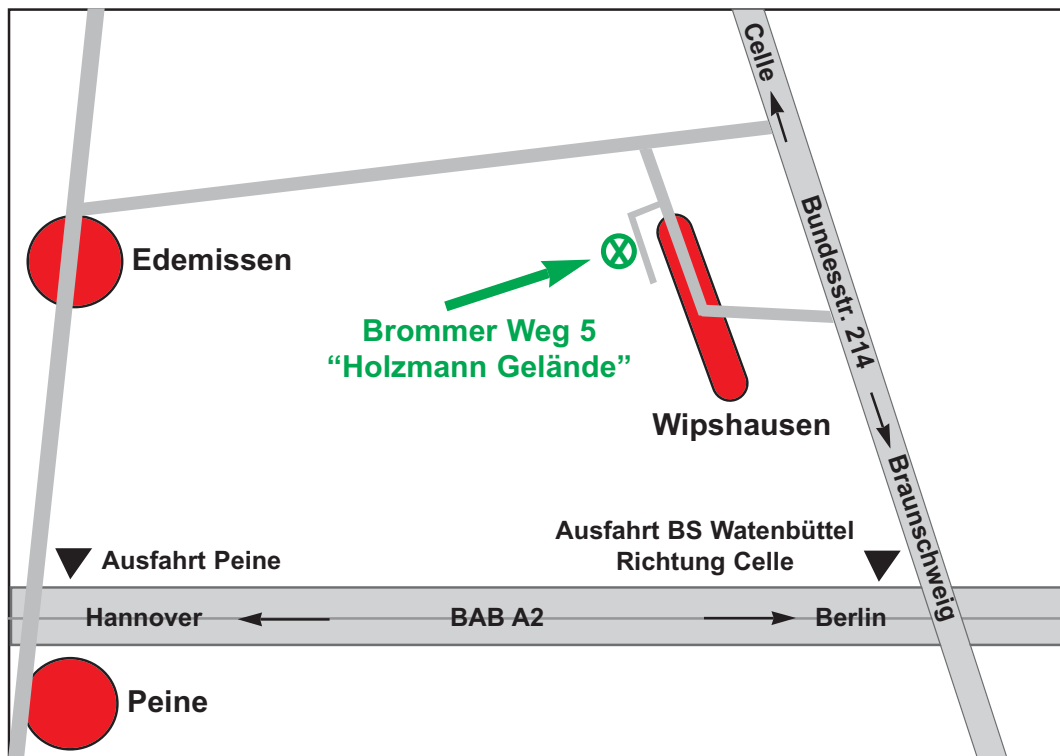 Celle
Bundesstr. 214
Edemissen
Brommer Weg 5
“Holzmann Gelände”
Wipshausen
Braunschweig
Ausfahrt Peine
Ausfahrt BS Watenbüttel
Richtung Celle
Hannover
BAB A2
Berlin
Peine